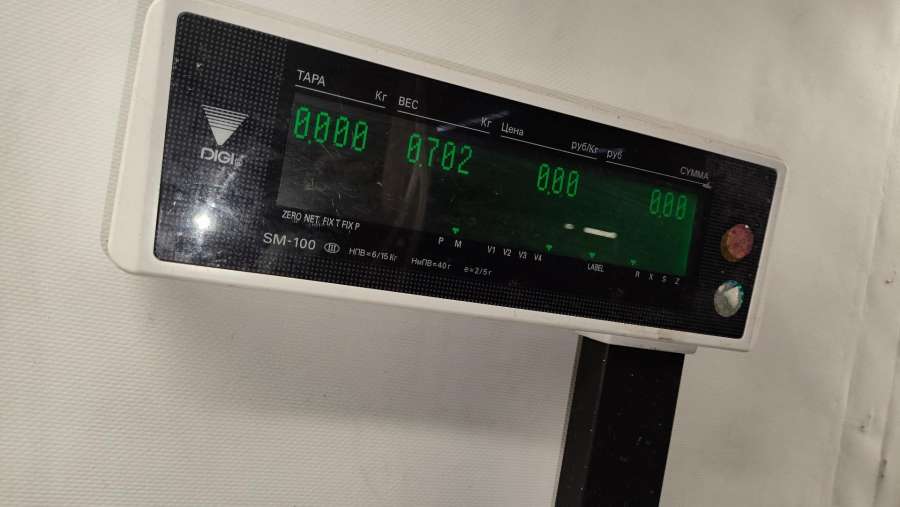 ТАРА Кг ВЕС Кг Цена руб/Кг руб СУММА
0.000 0.702 0.00 0.00
DIGI
ZERO NET FIX T FIX P P M V1 V2 V3 V4 LABEL R X S Z
SM-100 III НПВ=6/15 Кг НмПВ=40 г e=2/5 г